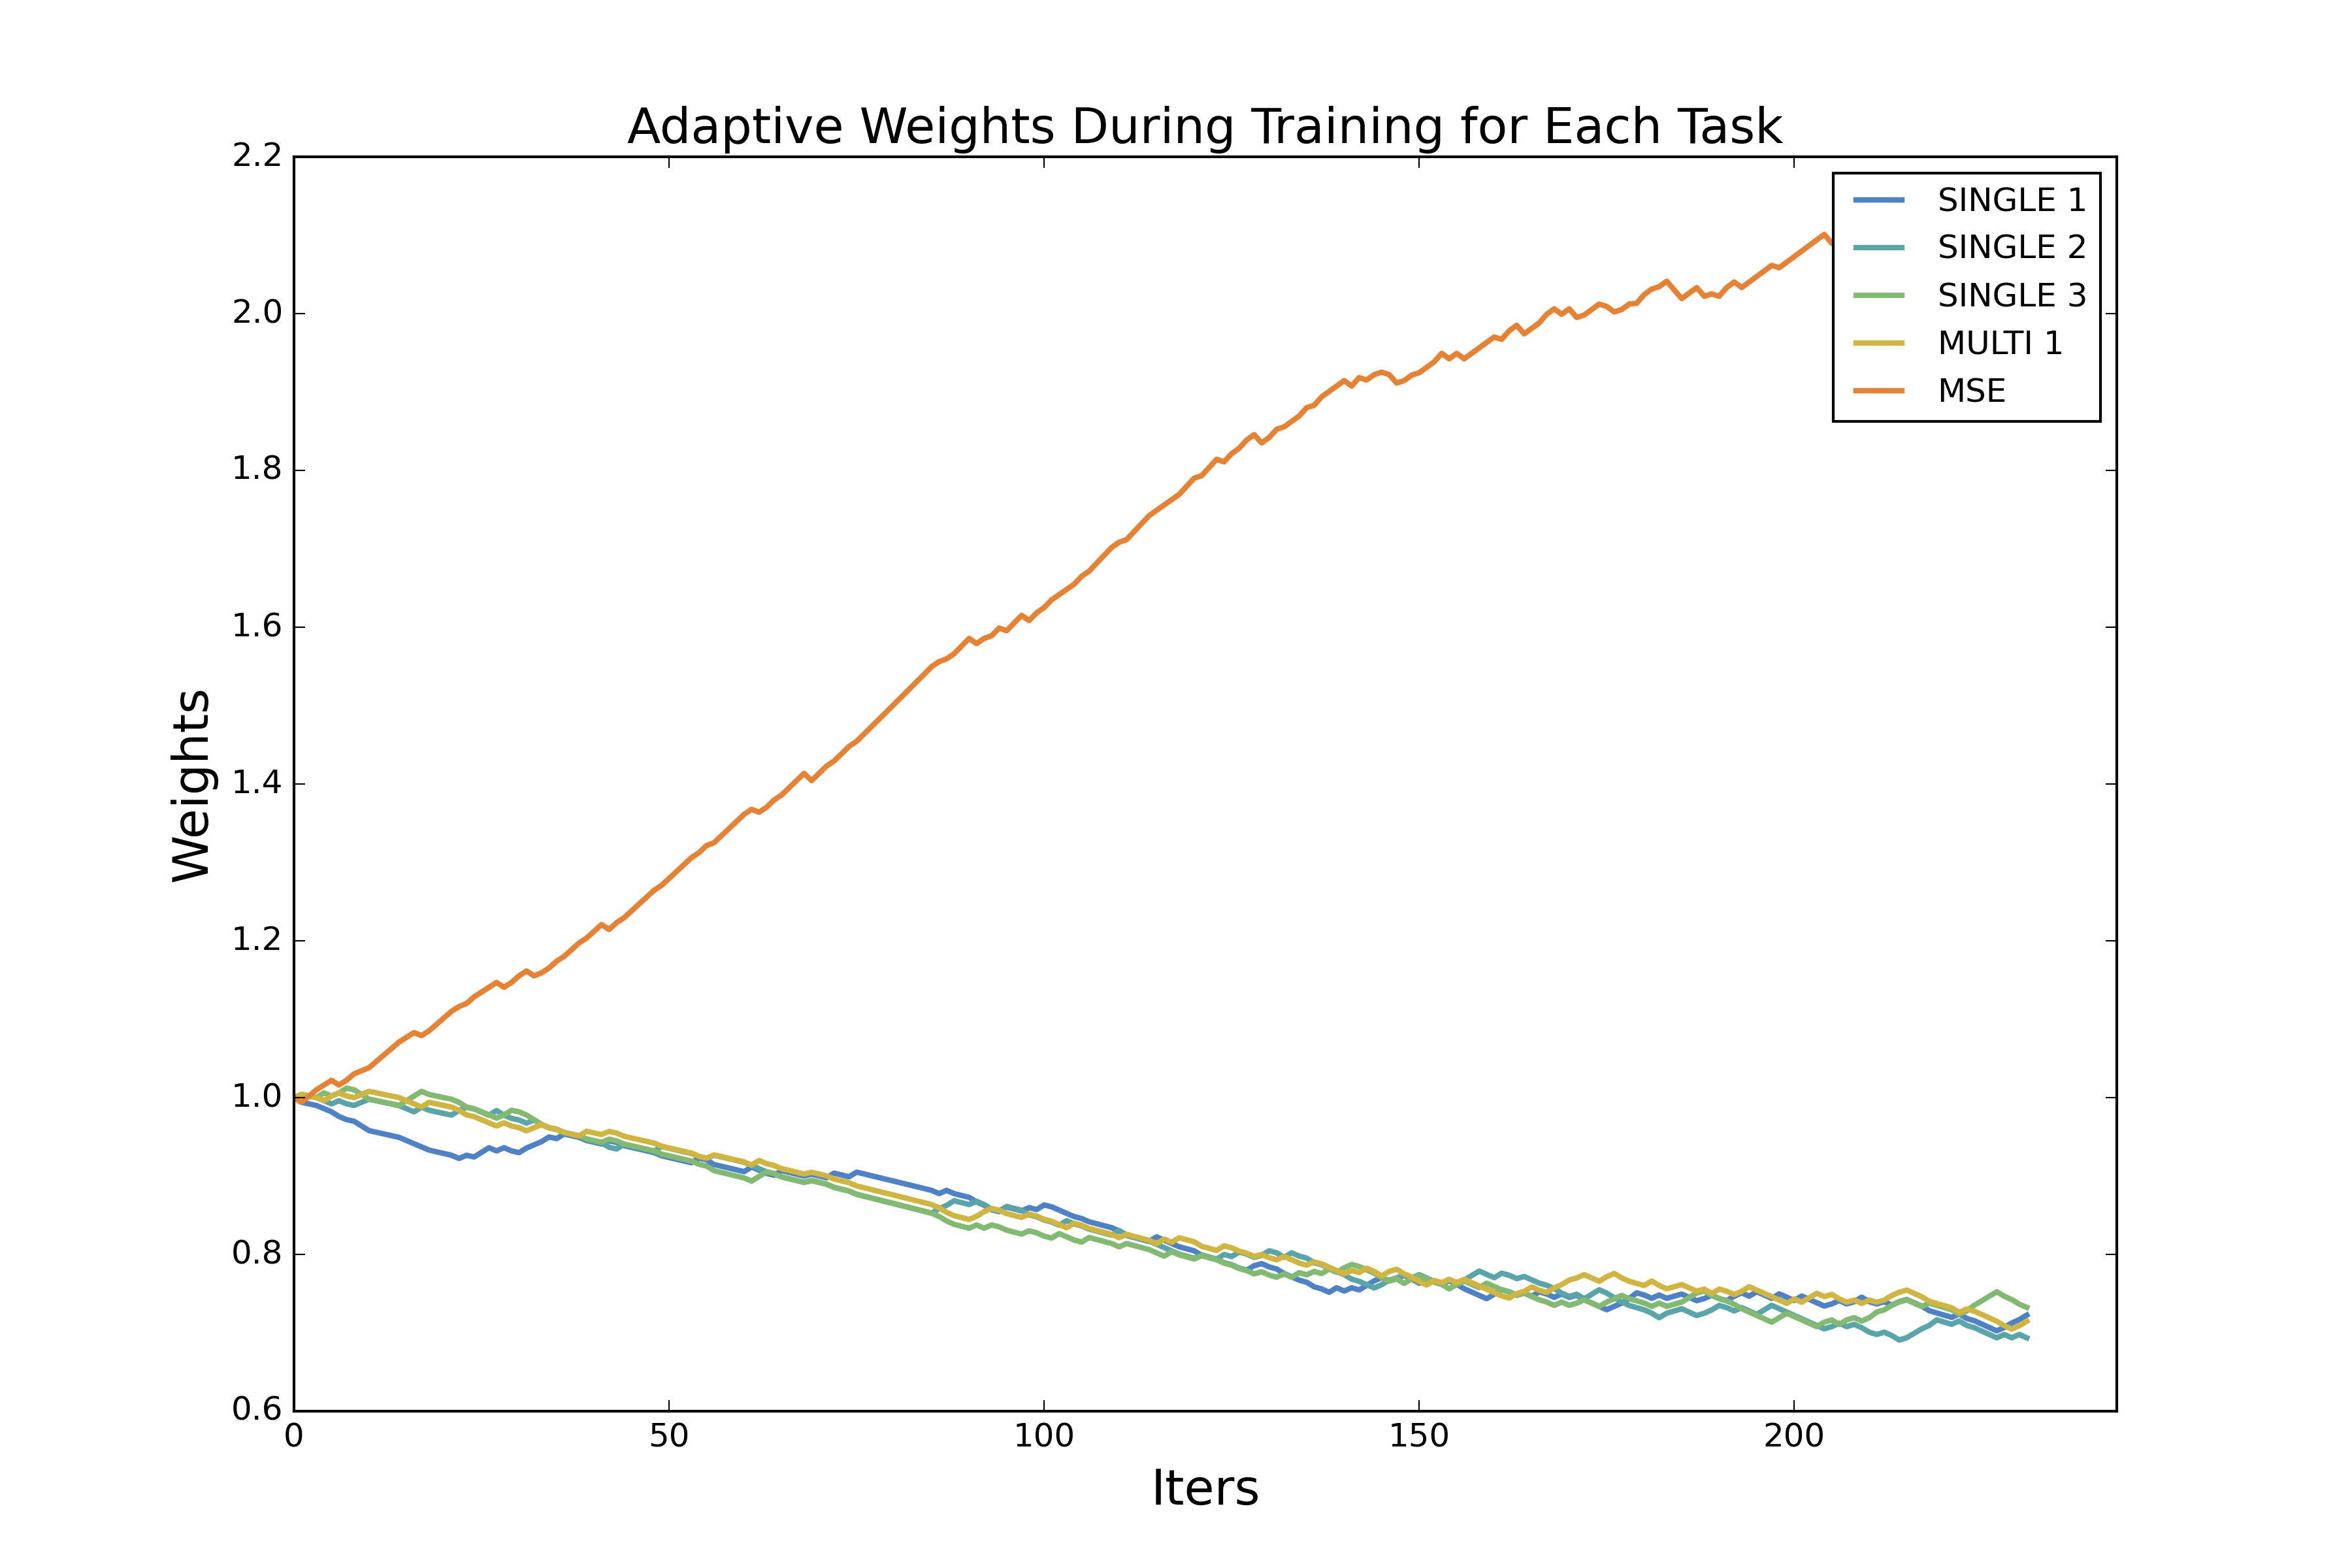 Adaptive Weights During Training for Each Task
2.2
2.0
1.8
1.6
1.4
1.2
1.0
0.8
0.6
Weights
SINGLE 1
SINGLE 2
SINGLE 3
MULTI 1
MSE
0 50 100 150 200
Iters